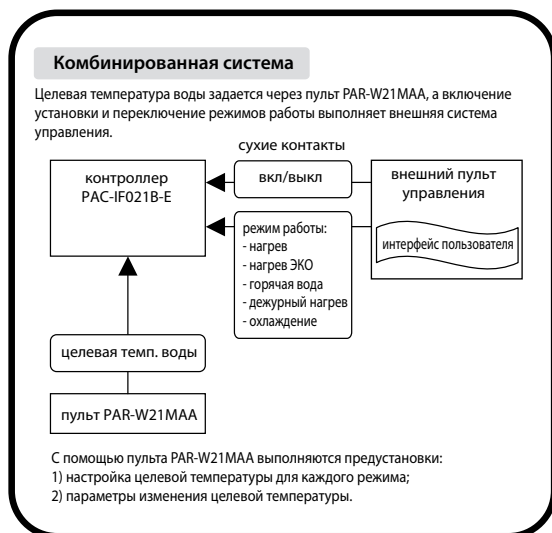 Комбинированная система
Целевая температура воды задается через пульт PAR-W21MAA, а включение
установки и переключение режимов работы выполняет внешняя система
управления.
сухие контакты
контроллер
PAC-IF021B-E
вкл/выкл
внешний пульт
управления
интерфейс пользователя
режим работы:
- нагрев
- нагрев ЭКО
- горячая вода
- дежурный нагрев
- охлаждение
целевая темп. воды
пульт PAR-W21MAA
С помощью пульта PAR-W21MAA выполняются предустановки:
1) настройка целевой температуры для каждого режима;
2) параметры изменения целевой температуры.